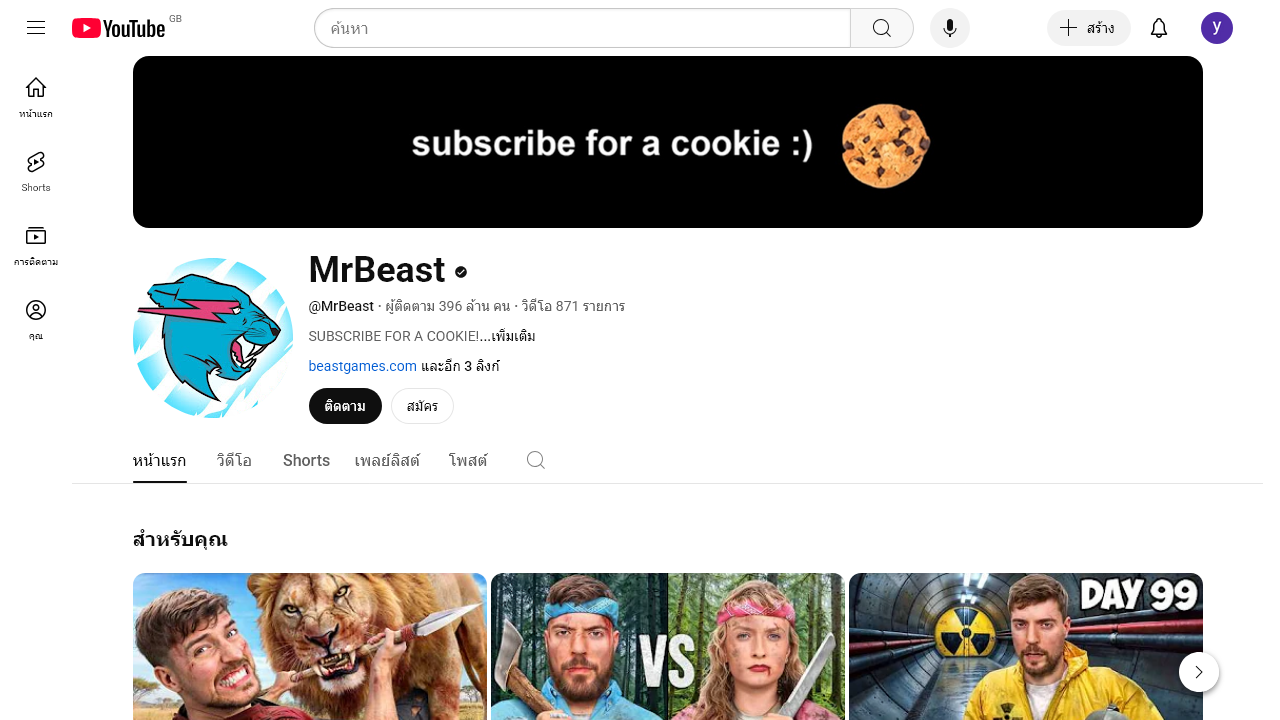 YouTube GB
ค้นหา
สร้าง
y
หน้าแรก
Shorts
การติดตาม
คุณ
subscribe for a cookie :)
MrBeast
@MrBeast • ผู้ติดตาม 396 ล้าน คน • วิดีโอ 871 รายการ
SUBSCRIBE FOR A COOKIE!...เพิ่มเติม
beastgames.com และอีก 3 ลิงก์
ติดตาม สมัคร
หน้าแรก วิดีโอ Shorts เพลย์ลิสต์ โพสต์
สำหรับคุณ
VS
DAY 99